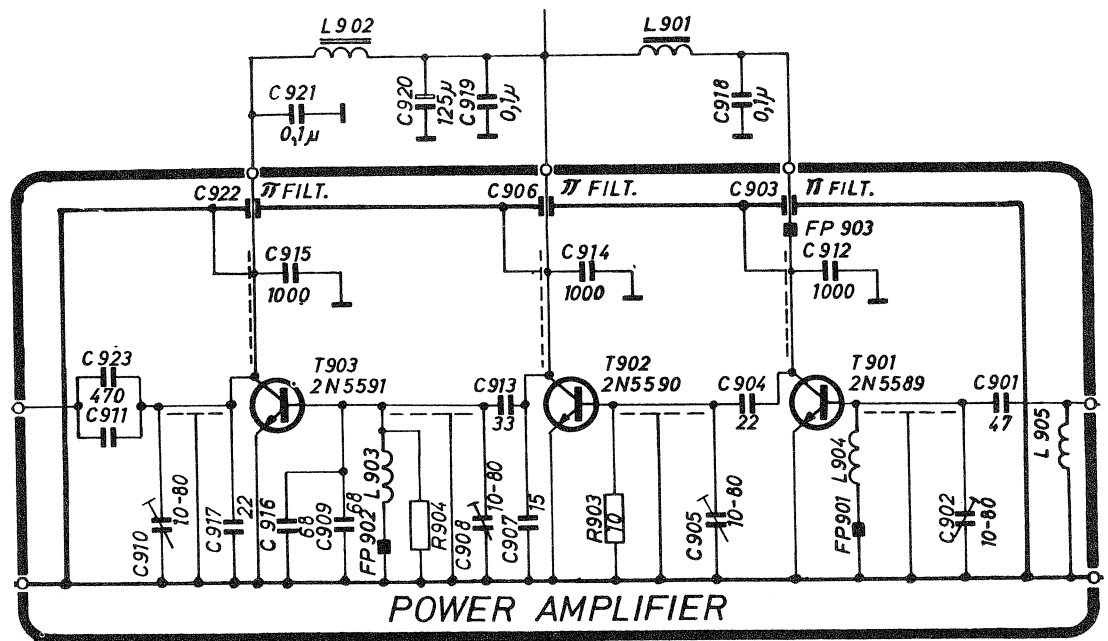 L902
L901
C921
0,1µ
C920
125µ
C919
0,1µ
C918
0,1µ
C922
π FILT.
C906
π FILT.
C903
π FILT.
FP 903
C915
1000
C914
1000
C912
1000
C923
470
C911
T903
2N5591
C913
33
T902
2N5590
C904
22
T901
2N5589
C901
47
L905
C910
10-80
C917
22
C916
68
C909
68
L903
FP902
R904
C908
10-80
C907
15
R903
10
C905
10-80
L904
FP901
C902
10-80
POWER AMPLIFIER